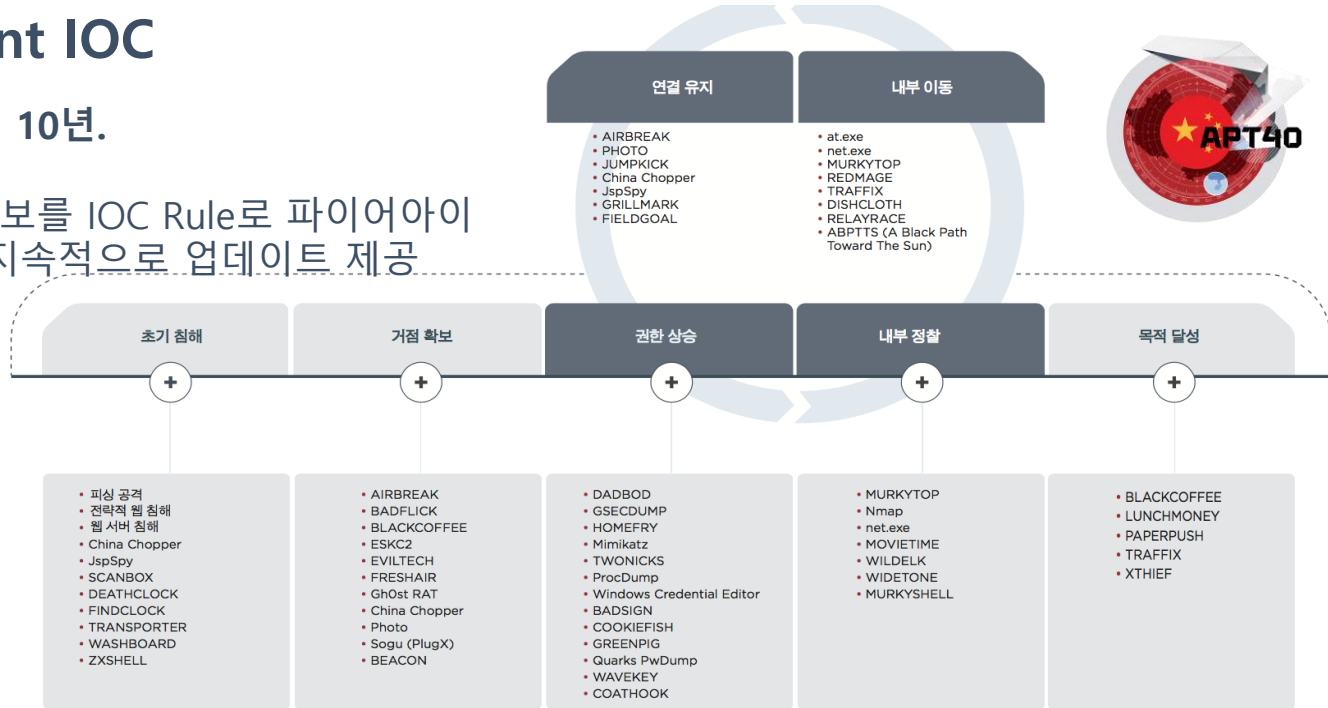 nt IOC
10년.
보를 IOC Rule로 파이어아이
지속적으로 업데이트 제공
APT40
연결 유지
• AIRBREAK
• PHOTO
• JUMPKICK
• China Chopper
• JspSpy
• GRILLMARK
• FIELDGOAL
내부 이동
• at.exe
• net.exe
• MURKYTOP
• REDMAGE
• TRAFFIX
• DISHCLOTH
• RELAYRACE
• ABPTTS (A Black Path
Toward The Sun)
초기 침해
거점 확보
권한 상승
내부 정찰
목적 달성
• 피싱 공격
• 전략적 웹 침해
• 웹 서버 침해
• China Chopper
• JspSpy
• SCANBOX
• DEATHCLOCK
• FINDCLOCK
• TRANSPORTER
• WASHBOARD
• ZXSHELL
• AIRBREAK
• BADFLICK
• BLACKCOFFEE
• ESKC2
• EVILTECH
• FRESHAIR
• Gh0st RAT
• China Chopper
• Photo
• Sogu (PlugX)
• BEACON
• DADBOD
• GSECDUMP
• HOMEFRY
• Mimikatz
• TWONICKS
• ProcDump
• Windows Credential Editor
• BADSIGN
• COOKIEFISH
• GREENPIG
• Quarks PwDump
• WAVEKEY
• COATHOOK
• MURKYTOP
• Nmap
• net.exe
• MOVIETIME
• WILDELK
• WIDETONE
• MURKYSHELL
• BLACKCOFFEE
• LUNCHMONEY
• PAPERPUSH
• TRAFFIX
• XTHIEF